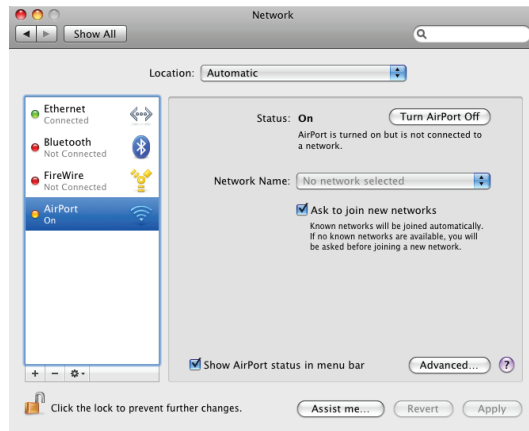 Network
Show All
Location: Automatic
Ethernet
Connected
Bluetooth
Not Connected
FireWire
Not Connected
AirPort
On
Status: On
Turn AirPort Off
AirPort is turned on but is not connected to
a network.
Network Name: No network selected
Ask to join new networks
Known networks will be joined automatically.
If no known networks are available, you will
be asked before joining a new network.
Show AirPort status in menu bar
Advanced...
?
Click the lock to prevent further changes.
Assist me...
Revert
Apply